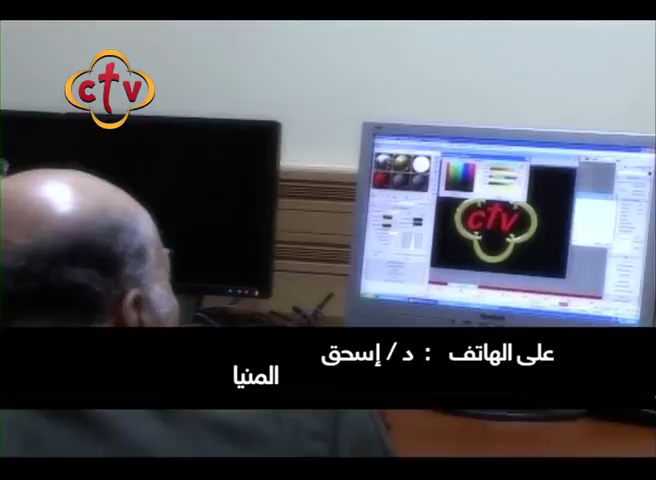 ctv
ctv
على الهاتف : د / إسحق
المنيا